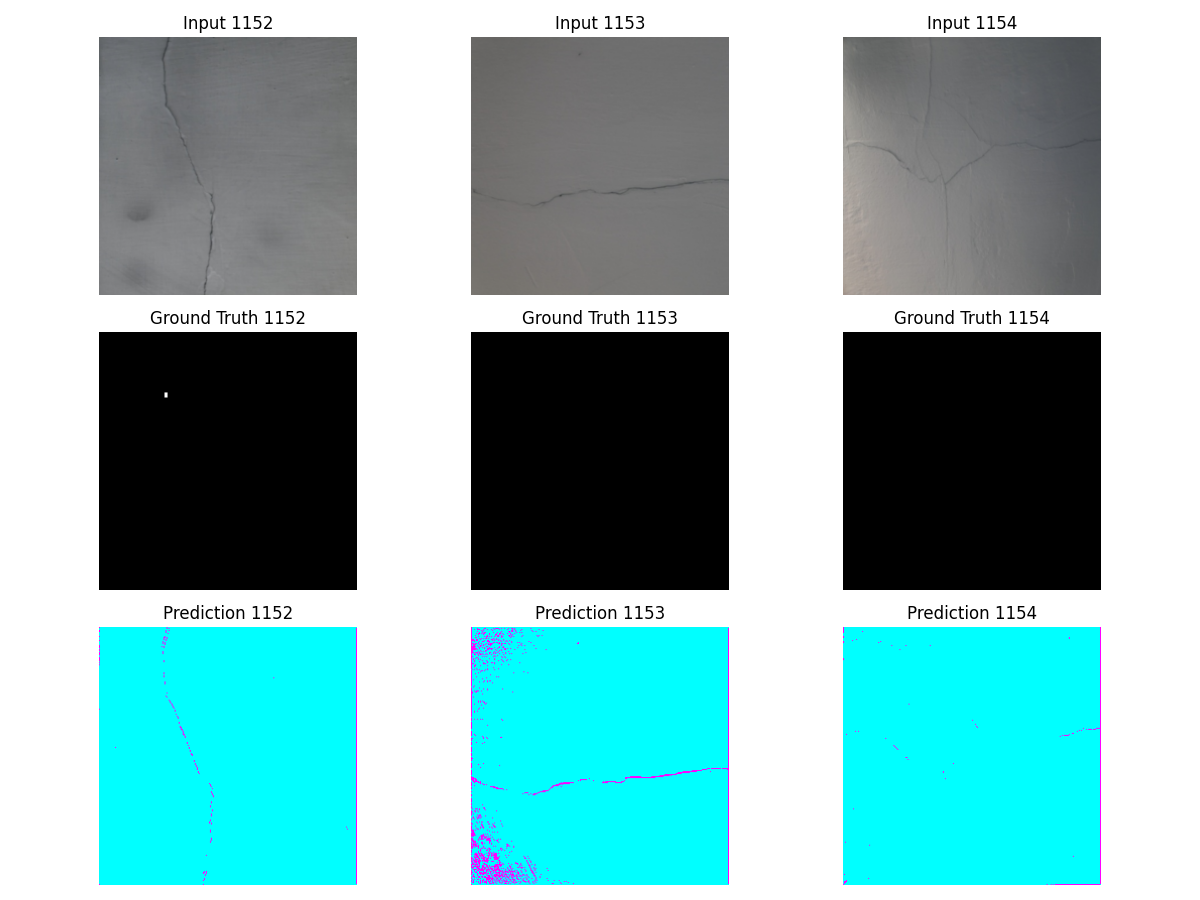 Input 1152
Input 1153
Input 1154
Ground Truth 1152
Ground Truth 1153
Ground Truth 1154
Prediction 1152
Prediction 1153
Prediction 1154